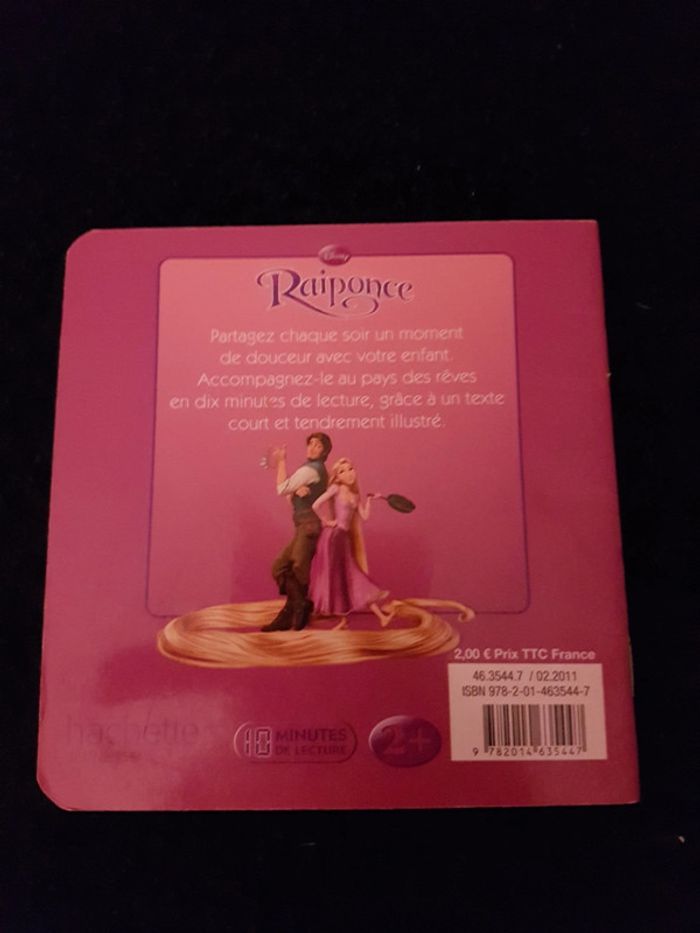 Disney
Raiponce
Partagez chaque soir un moment
de douceur avec votre enfant.
Accompagnez-le au pays des rêves
en dix minutes de lecture, grâce à un texte
court et tendrement illustré.
2,00 € Prix TTC France
46.3544.7 / 02.2011
ISBN 978-2-01-463544-7
9 782014 635447
hachette
10 MINUTES
DE LECTURE
2+